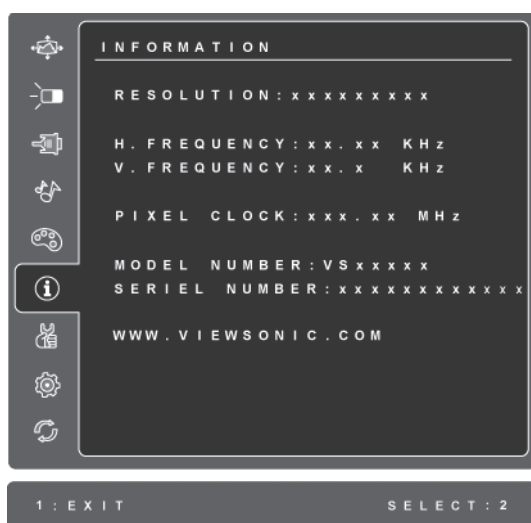 INFORMATION
RESOLUTION:xxxxxxxxx
H. FREQUENCY:xx.xx KHz
V. FREQUENCY:xx.x KHz
PIXEL CLOCK:xxx.xx MHz
MODEL NUMBER:VSxxxxx
SERIEL NUMBER:xxxxxxxxxxxx
WWW.VIEWSONIC.COM
1:EXIT SELECT:2